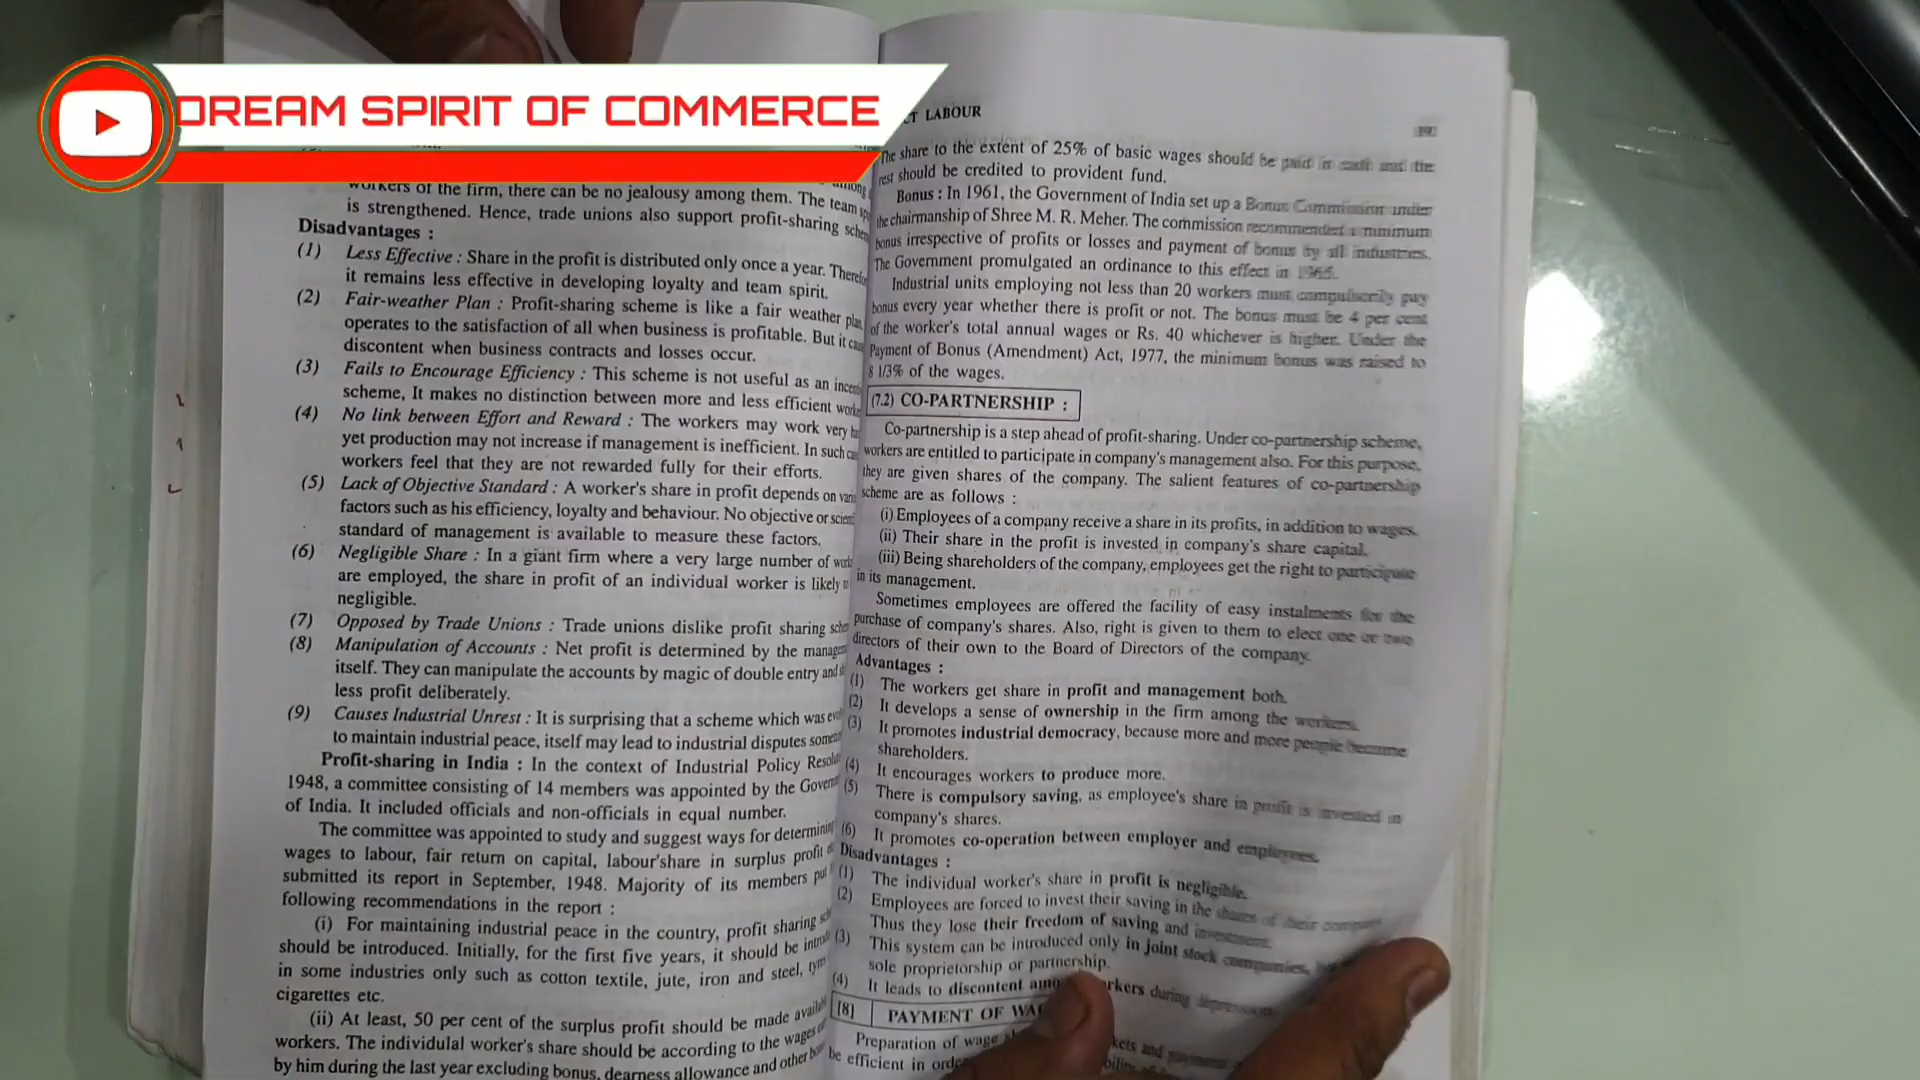 DREAM SPIRIT OF COMMERCE
workers of the firm, there can be no jealousy among them. The team
is strengthened. Hence, trade unions also support profit-sharing
Disadvantages :
(1) Less Effective : Share in the profit is distributed only once a year.
it remains less effective in developing loyalty and team spirit.
(2) Fair-weather Plan : Profit-sharing scheme is like a fair weather
operates to the satisfaction of all when business is profitable. But it
discontent when business contracts and losses occur.
(3) Fails to Encourage Efficiency : This scheme is not useful as an
scheme, It makes no distinction between more and less efficient
(4) No link between Effort and Reward : The workers may work very
yet production may not increase if management is inefficient. In such
workers feel that they are not rewarded fully for their efforts.
(5) Lack of Objective Standard : A worker's share in profit depends on
factors such as his efficiency, loyalty and behaviour. No objective or
standard of management is available to measure these factors.
(6) Negligible Share : In a giant firm where a very large number of
are employed, the share in profit of an individual worker is likely
negligible.
(7) Opposed by Trade Unions : Trade unions dislike profit sharing
(8) Manipulation of Accounts : Net profit is determined by the
itself. They can manipulate the accounts by magic of double entry and
less profit deliberately.
(9) Causes Industrial Unrest : It is surprising that a scheme which was
to maintain industrial peace, itself may lead to industrial disputes
Profit-sharing in India : In the context of Industrial Policy
1948, a committee consisting of 14 members was appointed by the
of India. It included officials and non-officials in equal number.
The committee was appointed to study and suggest ways for
wages to labour, fair return on capital, labour'share in surplus profit
submitted its report in September, 1948. Majority of its members put
following recommendations in the report :
(i) For maintaining industrial peace in the country, profit sharing
should be introduced. Initially, for the first five years, it should be
in some industries only such as cotton textile, jute, iron and steel,
cigarettes etc.
(ii) At least, 50 per cent of the surplus profit should be made
workers. The individulal worker's share should be according to the wages
by him during the last year excluding bonus, dearness allowance and other
LABOUR
The share to the extent of 25% of basic wages should be paid in cash and the
rest should be credited to provident fund.
Bonus : In 1961, the Government of India set up a Bonus Commission under
the chairmanship of Shree M. R. Meher. The commission recommended a minimum
bonus irrespective of profits or losses and payment of bonus by all industries.
The Government promulgated an ordinance to this effect in 1965.
Industrial units employing not less than 20 workers must compulsorily pay
bonus every year whether there is profit or not. The bonus must be 4 per cent
of the worker's total annual wages or Rs. 40 whichever is higher. Under the
Payment of Bonus (Amendment) Act, 1977, the minimum bonus was raised to
8 1/3% of the wages.
(7.2) CO-PARTNERSHIP :
Co-partnership is a step ahead of profit-sharing. Under co-partnership scheme,
workers are entitled to participate in company's management also. For this purpose,
they are given shares of the company. The salient features of co-partnership
scheme are as follows :
(i) Employees of a company receive a share in its profits, in addition to wages.
(ii) Their share in the profit is invested in company's share capital.
(iii) Being shareholders of the company, employees get the right to participate
in its management.
Sometimes employees are offered the facility of easy instalments for the
purchase of company's shares. Also, right is given to them to elect one or two
directors of their own to the Board of Directors of the company.
Advantages :
(1) The workers get share in profit and management both.
(2) It develops a sense of ownership in the firm among the workers.
(3) It promotes industrial democracy, because more and more people become
shareholders.
(4) It encourages workers to produce more.
(5) There is compulsory saving, as employee's share in profit is invested in
company's shares.
(6) It promotes co-operation between employer and employees.
Disadvantages :
(1) The individual worker's share in profit is negligible.
(2) Employees are forced to invest their saving in the shares of their company.
Thus they lose their freedom of saving and investment.
(3) This system can be introduced only in joint stock companies,
sole proprietorship or partnership.
(4) It leads to discontent during depression
[8] PAYMENT OF
Preparation of wage and payment
be efficient in